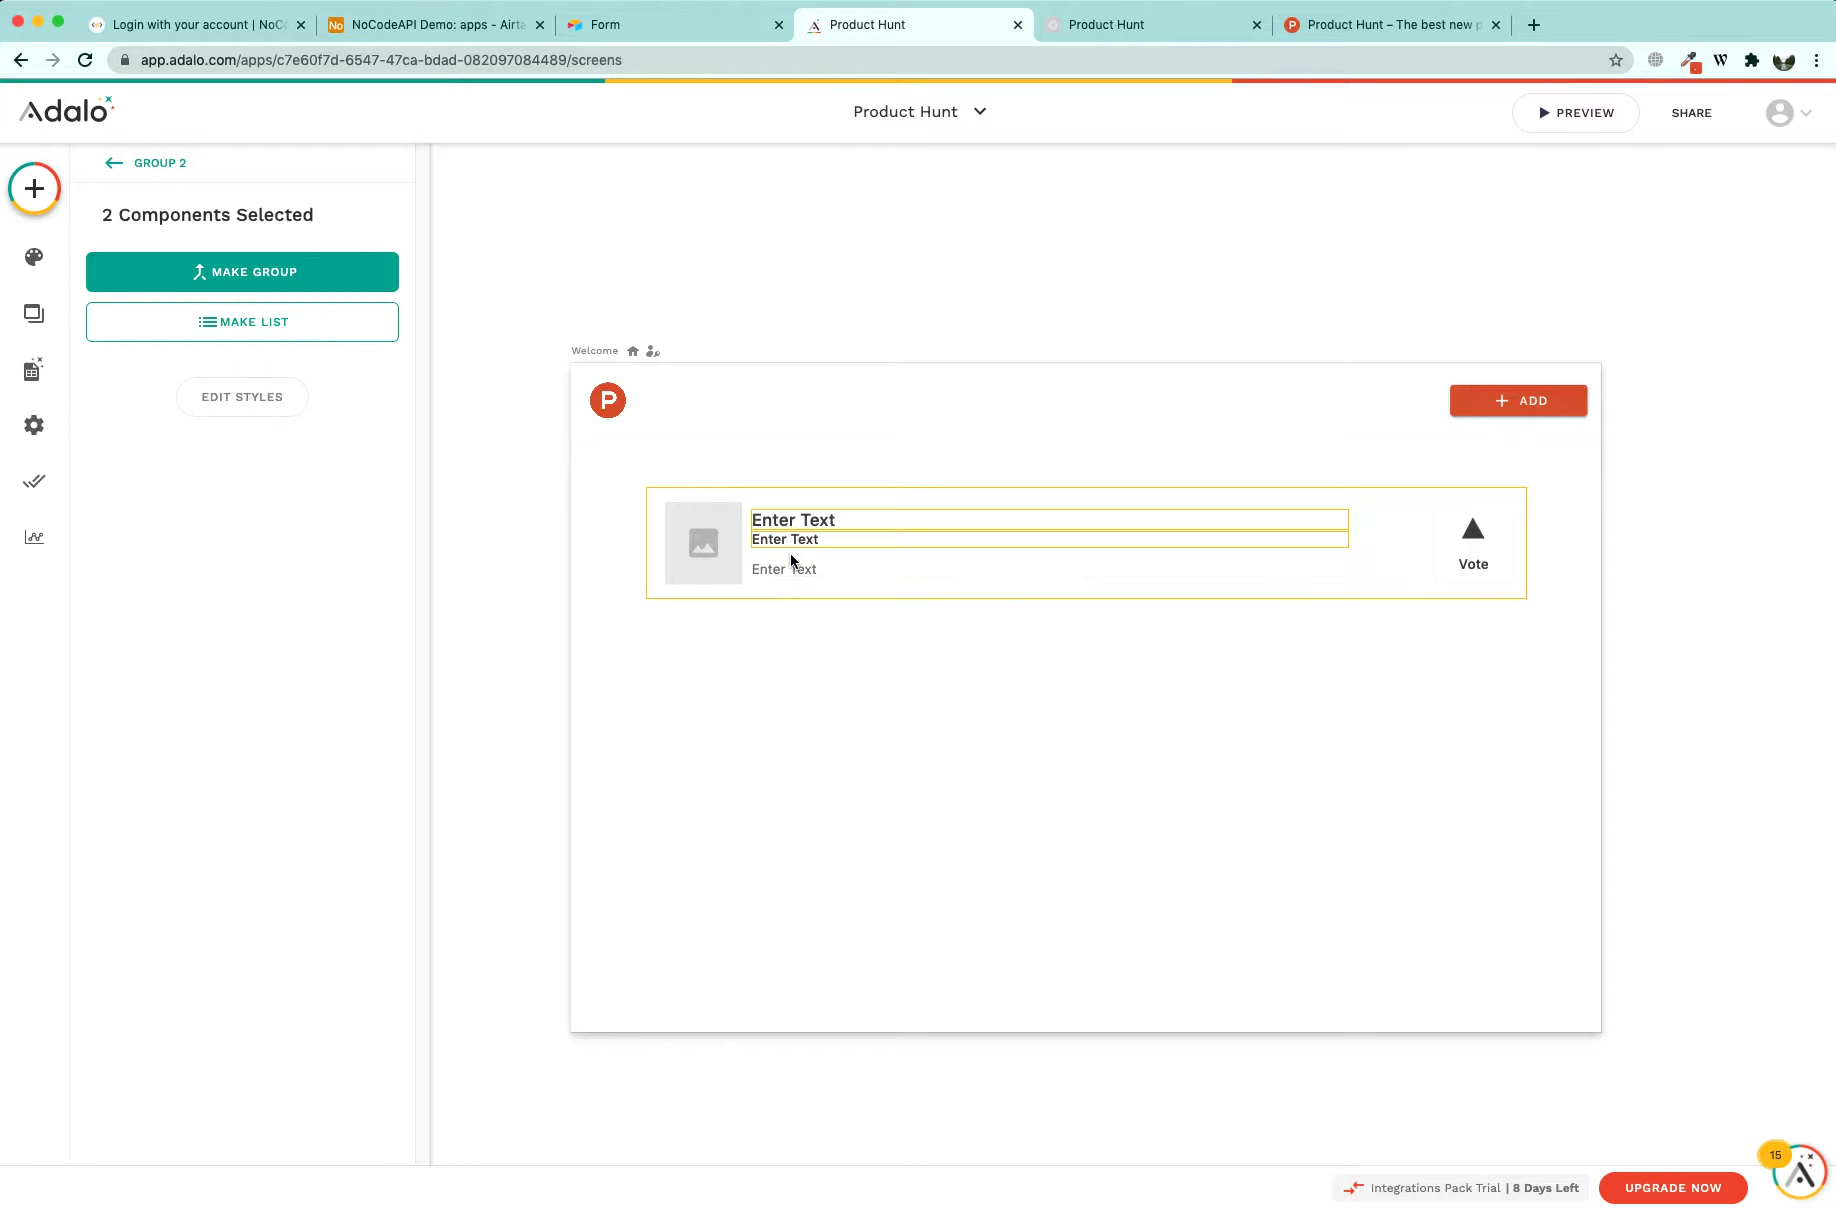 Login with your account | NoC
No
NoCodeAPI Demo: apps - Airta
Form
Product Hunt
Product Hunt
P
Product Hunt – The best new p
app.adalo.com/apps/c7e60f7d-6547-47ca-bdad-082097084489/screens
W
Adalo
Product Hunt
PREVIEW
SHARE
GROUP 2
2 Components Selected
MAKE GROUP
MAKE LIST
EDIT STYLES
Welcome
P
+ ADD
Enter Text
Enter Text
Enter Text
Vote
15
Integrations Pack Trial | 8 Days Left
UPGRADE NOW